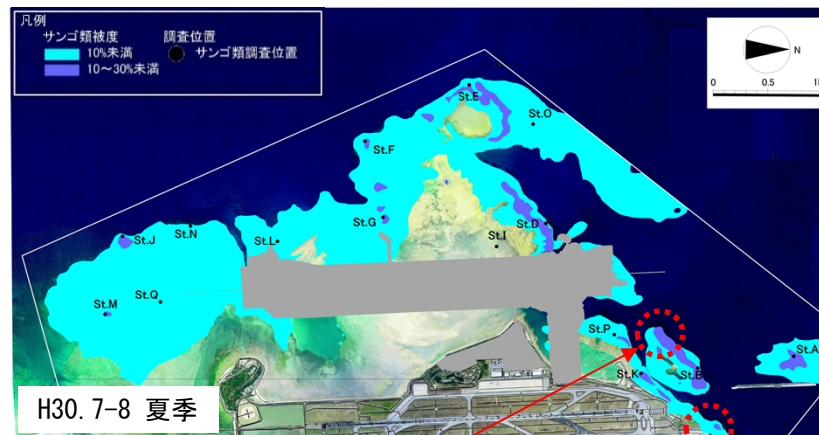 凡例
サンゴ類被度 調査位置
10%未満 サンゴ類調査位置
10~30%未満
N
0 0.5 1
St.E
St.O
St.F
St.G
St.D
St.J
St.N
St.L
St.I
St.M
St.Q
St.P
St.A
St.K
St.B
H30.7-8 夏季